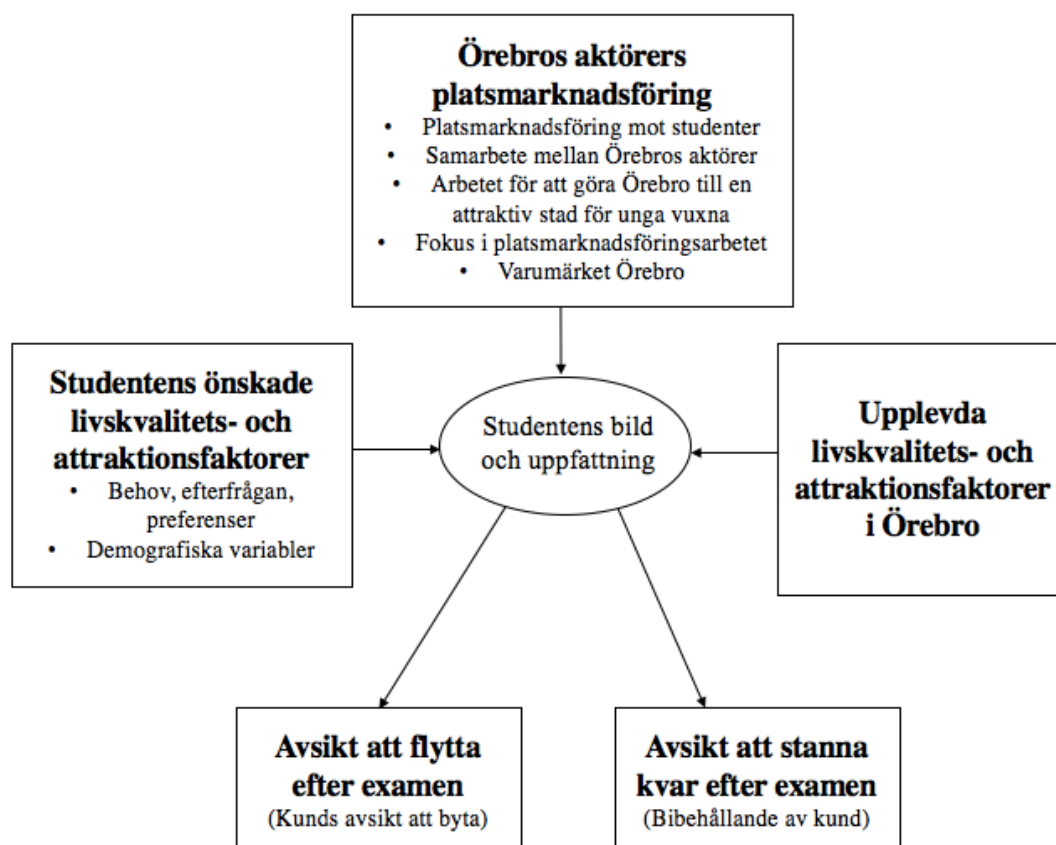 Örebros aktörers
platsmarknadsföring
• Platsmarknadsföring mot studenter
• Samarbete mellan Örebros aktörer
• Arbetet för att göra Örebro till en
attraktiv stad för unga vuxna
• Fokus i platsmarknadsföringsarbetet
• Varumärket Örebro
Studentens önskade
livskvalitets- och
attraktionsfaktorer
• Behov, efterfrågan,
preferenser
• Demografiska variabler
Studentens bild
och uppfattning
Upplevda
livskvalitets- och
attraktionsfaktorer
i Örebro
Avsikt att flytta
efter examen
(Kunds avsikt att byta)
Avsikt att stanna
kvar efter examen
(Bibehållande av kund)